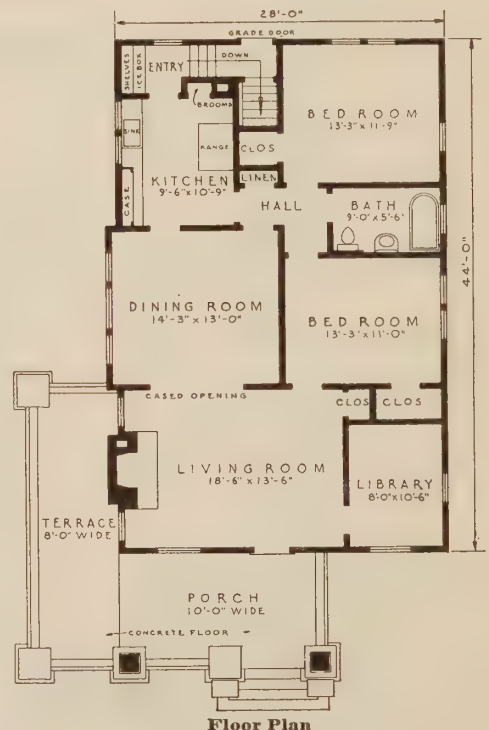 28'-0"
GRADE DOOR
SHELVES
ICE BOX
ENTRY
DOWN
BROOMS
BED ROOM
13'-3" x 11'-9"
SINK
RANGE
CLOS
LINEN
KITCHEN
9'-6" x 10'-9"
CASE
HALL
BATH
9'-0" x 5'-6"
44'-0"
DINING ROOM
14'-3" x 13'-0"
BED ROOM
13'-3" x 11'-0"
CASED OPENING
CLOS
CLOS
LIVING ROOM
18'-6" x 13'-6"
LIBRARY
8'-0" x 10'-6"
TERRACE
8'-0" WIDE
PORCH
10'-0" WIDE
CONCRETE FLOOR
Floor Plan